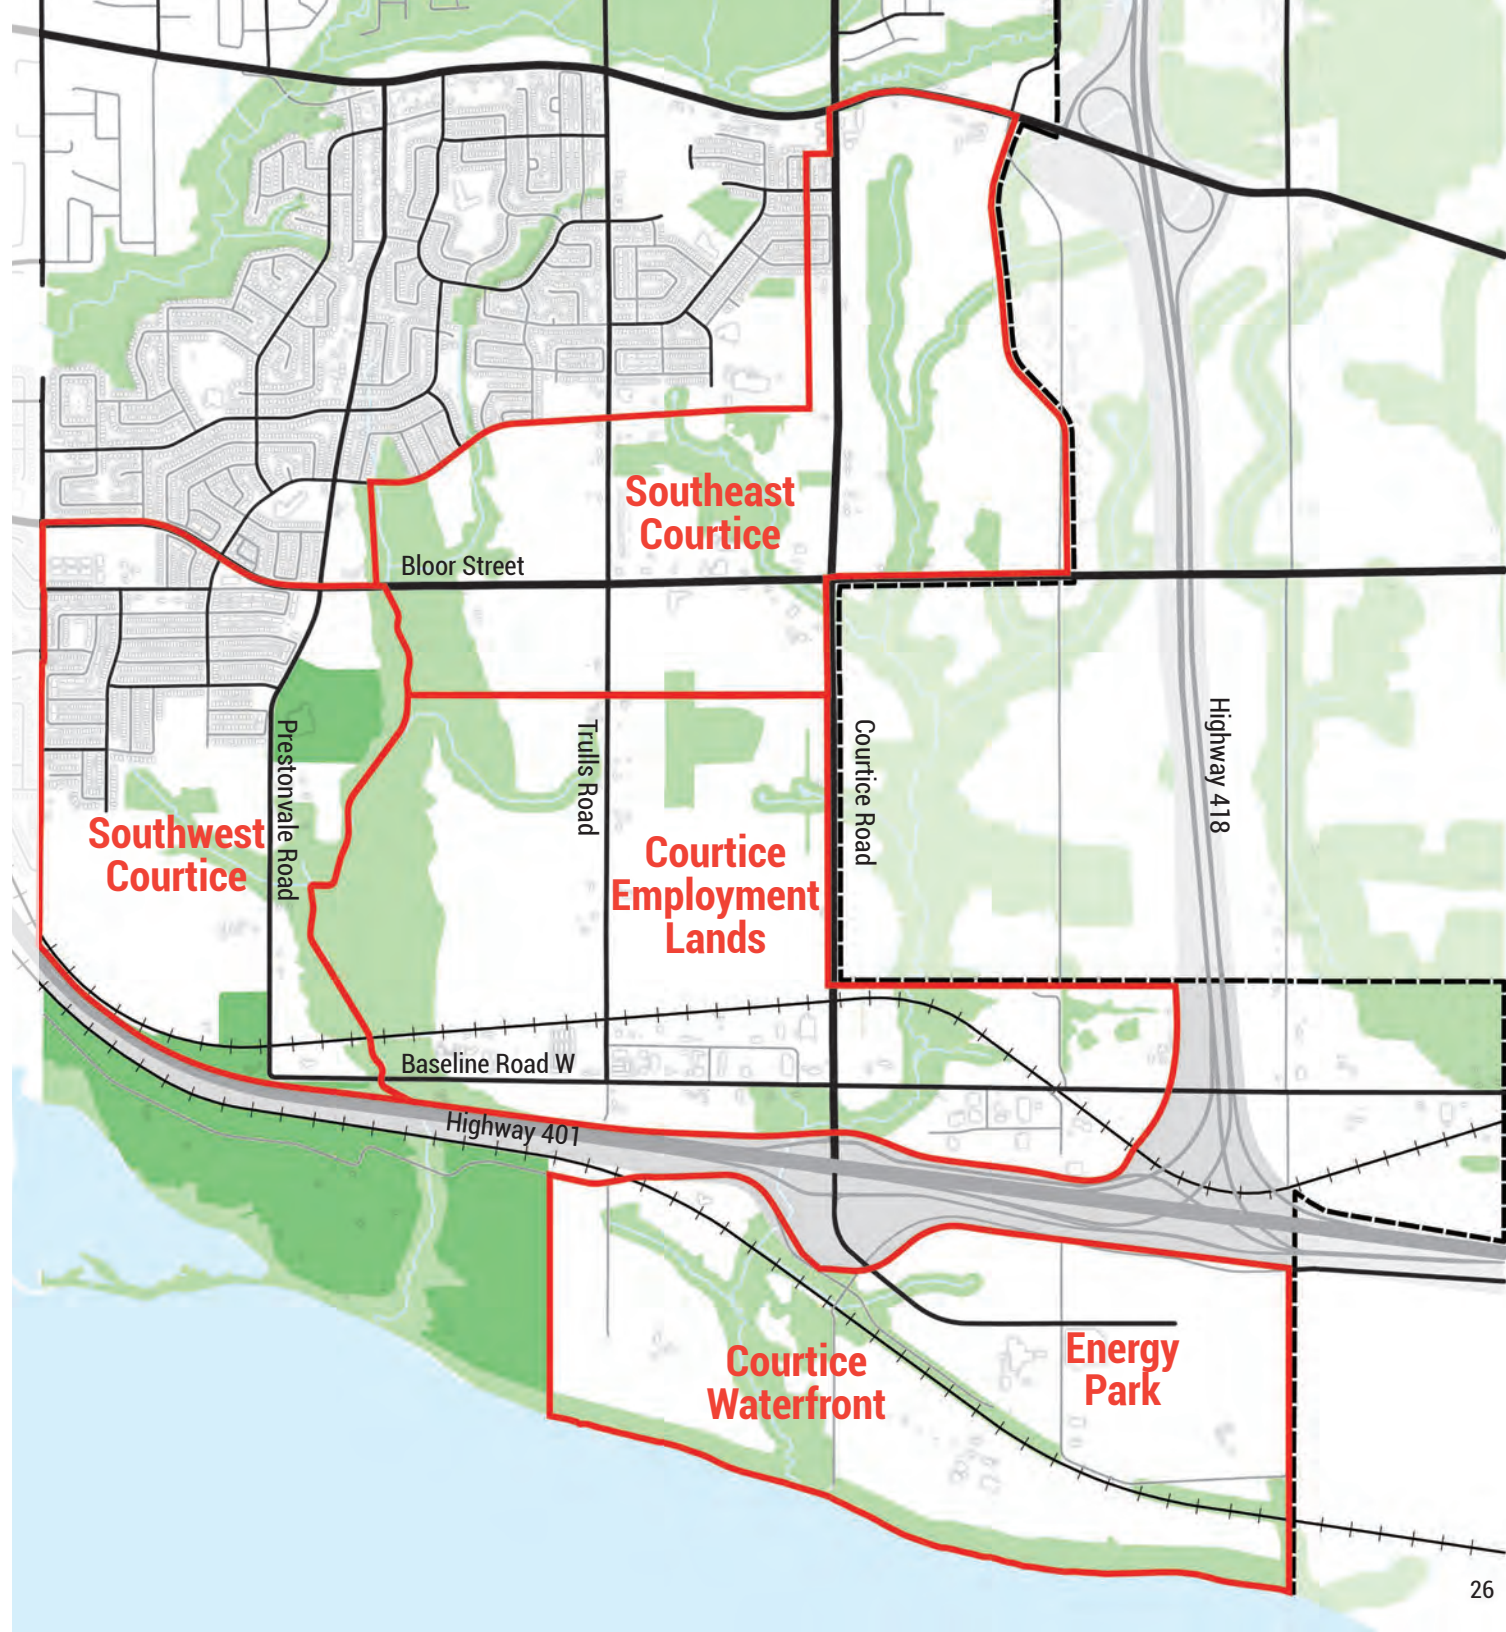 Southeast
Courtice
Bloor Street
Prestonvale Road
Trulls Road
Courtice Road
Highway 418
Southwest
Courtice
Courtice
Employment
Lands
Baseline Road W
Highway 401
Courtice
Waterfront
Energy
Park
26